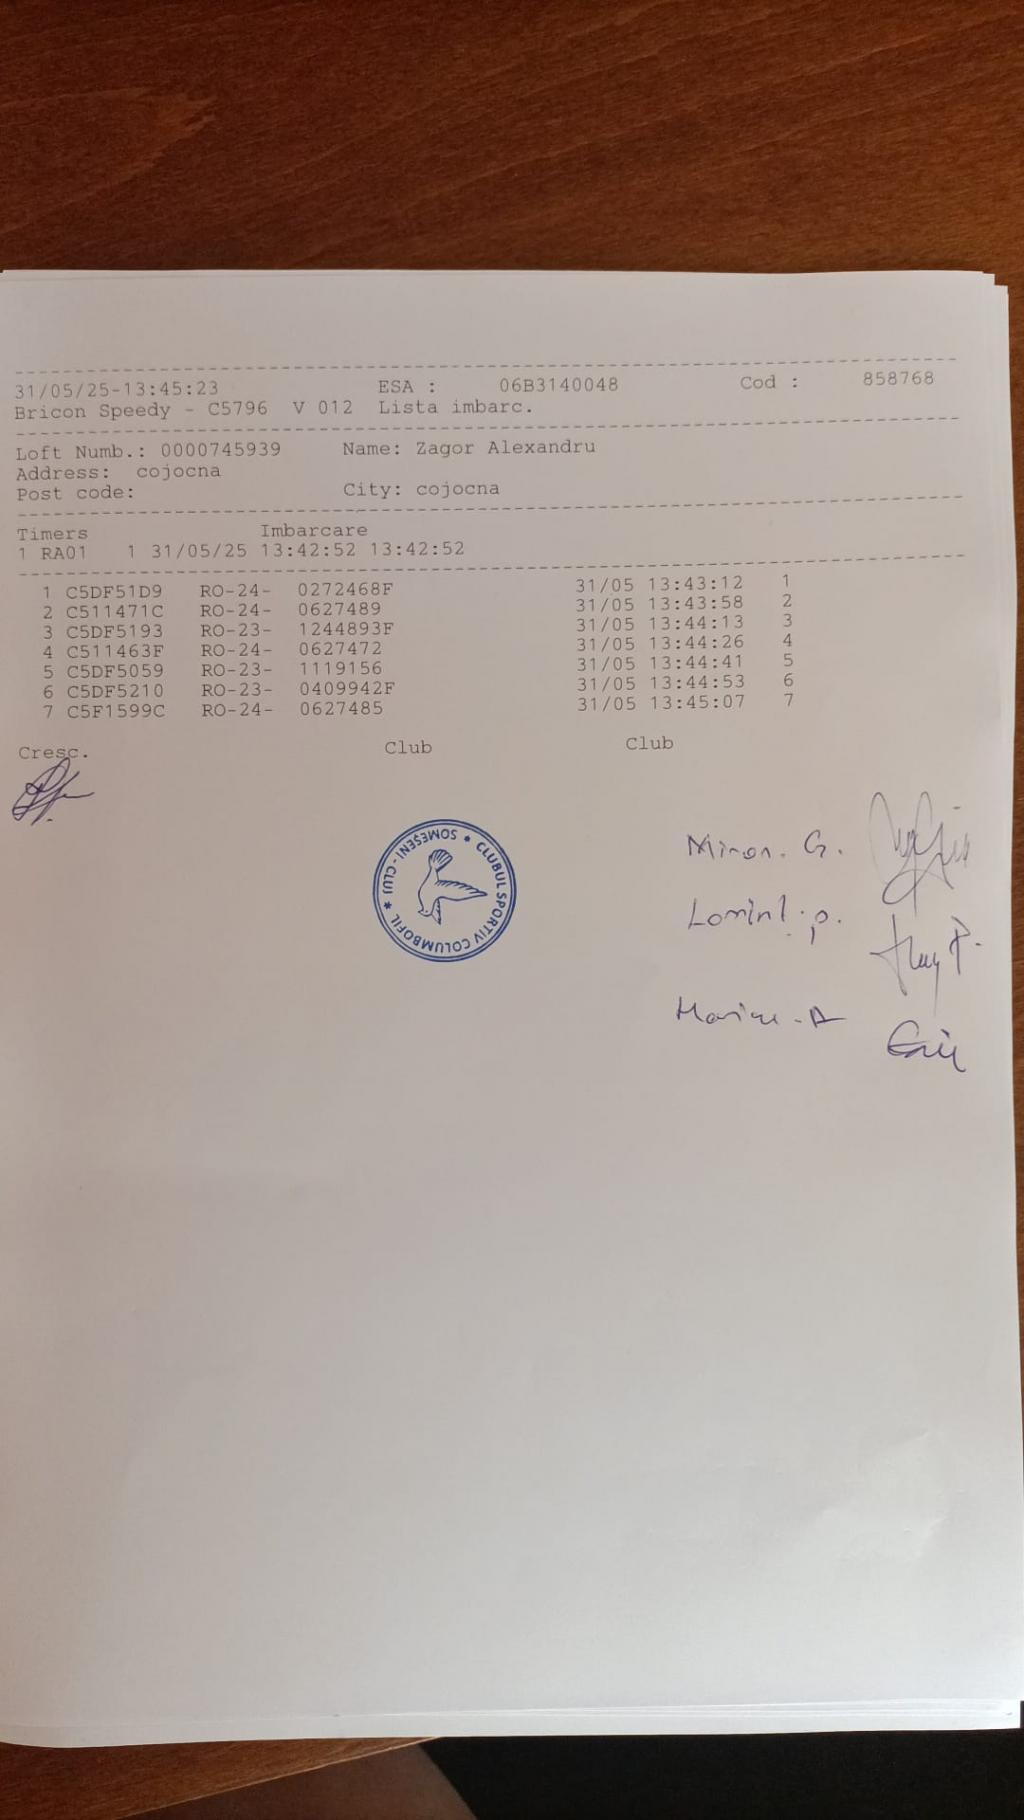 31/05/25-13:45:23 ESA : 06B3140048 Cod : 858768
Bricon Speedy - C5796 V 012 Lista imbarc.
Loft Numb.: 0000745939 Name: Zagor Alexandru
Address: cojocna
Post code: City: cojocna
Timers Imbarcare
1 RA01 1 31/05/25 13:42:52 13:42:52
1 C5DF51D9 RO-24- 0272468F 31/05 13:43:12 1
2 C511471C RO-24- 0627489 31/05 13:43:58 2
3 C5DF5193 RO-23- 1244893F 31/05 13:44:13 3
4 C511463F RO-24- 0627472 31/05 13:44:26 4
5 C5DF5059 RO-23- 1119156 31/05 13:44:41 5
6 C5DF5210 RO-23- 0409942F 31/05 13:44:53 6
7 C5F1599C RO-24- 0627485 31/05 13:45:07 7
Cresc. Club Club
CLUBUL SPORTIV COLUMBOFIL * SOMEȘENI - CLUJ *
Miron. G.